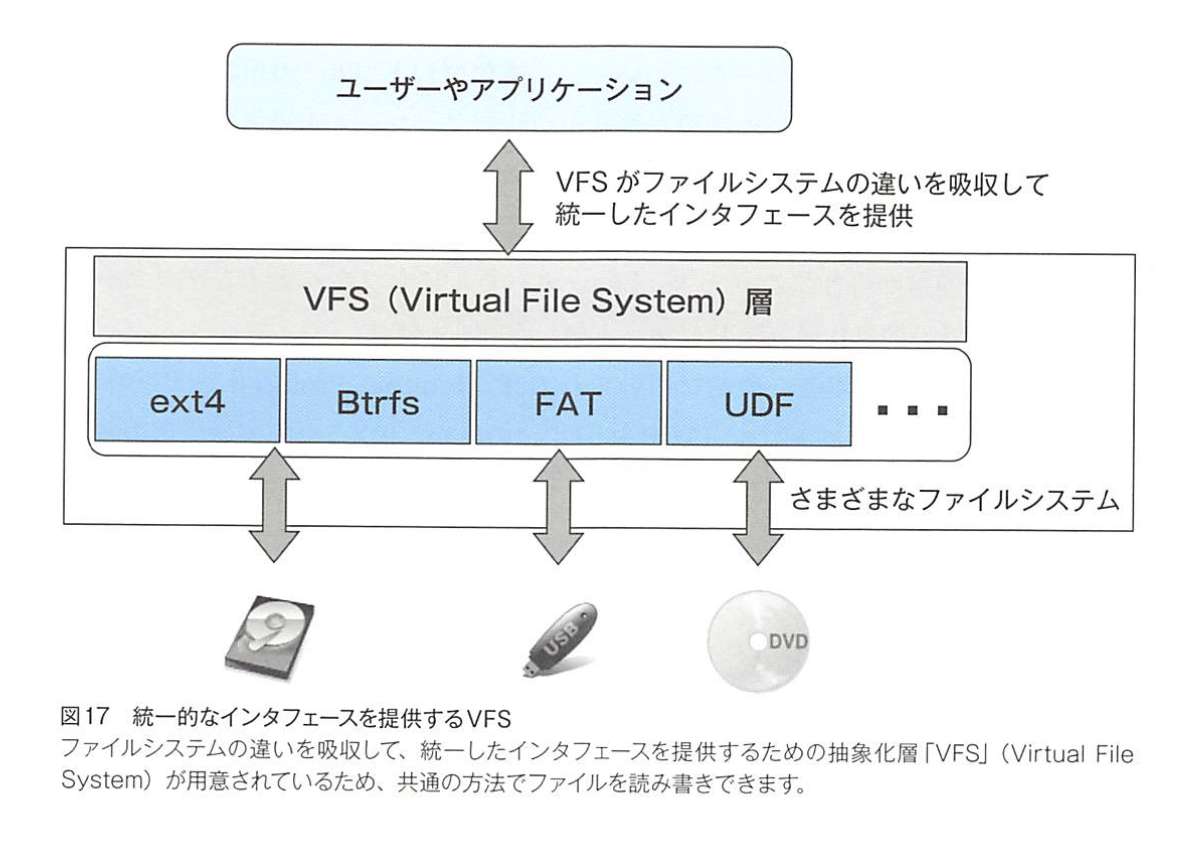 ユーザーやアプリケーション
VFS がファイルシステムの違いを吸収して
統一したインタフェースを提供
VFS（Virtual File System）層
ext4 Btrfs FAT UDF ・・・
さまざまなファイルシステム
USB
DVD
図17　統一的なインタフェースを提供するVFS
ファイルシステムの違いを吸収して、統一したインタフェースを提供するための抽象化層「VFS」（Virtual File
System）が用意されているため、共通の方法でファイルを読み書きできます。